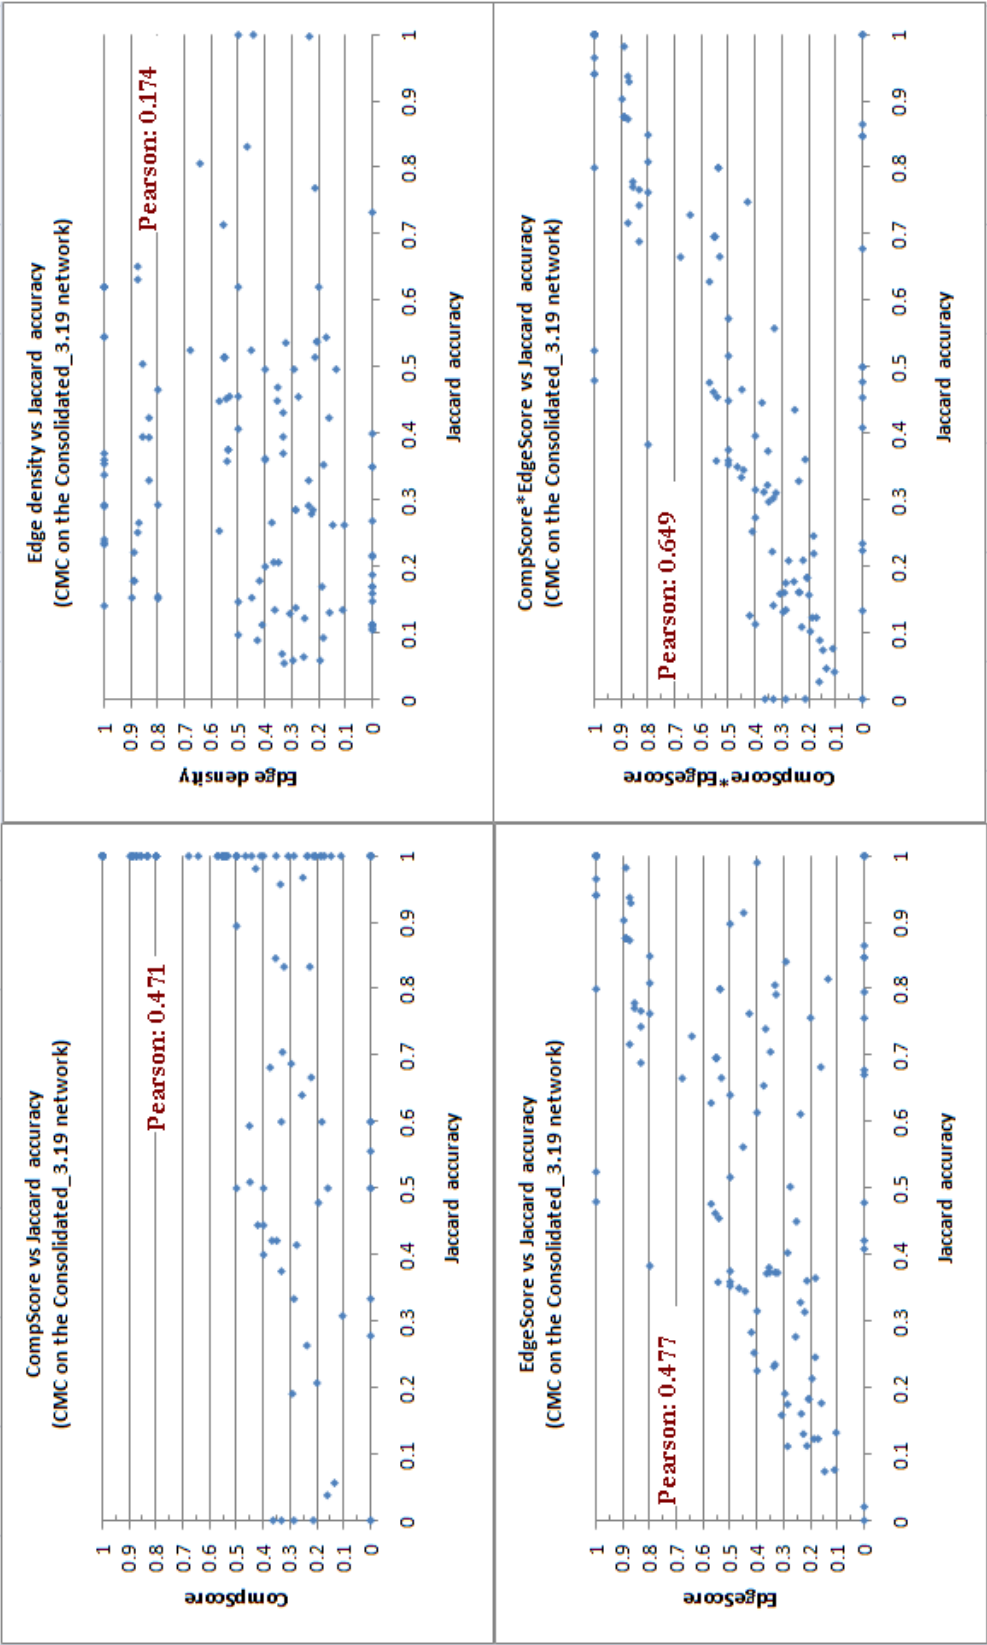 CompScore vs Jaccard accuracy
(CMC on the Consolidated_3.19 network)
Pearson: 0.471
CompScore
1
0.9
0.8
0.7
0.6
0.5
0.4
0.3
0.2
0.1
0
0 0.1 0.2 0.3 0.4 0.5 0.6 0.7 0.8 0.9 1
Jaccard accuracy
Edge density vs Jaccard accuracy
(CMC on the Consolidated_3.19 network)
Pearson: 0.174
Edge density
1
0.9
0.8
0.7
0.6
0.5
0.4
0.3
0.2
0.1
0
0 0.1 0.2 0.3 0.4 0.5 0.6 0.7 0.8 0.9 1
Jaccard accuracy
EdgeScore vs Jaccard accuracy
(CMC on the Consolidated_3.19 network)
Pearson: 0.477
EdgeScore
1
0.9
0.8
0.7
0.6
0.5
0.4
0.3
0.2
0.1
0
0 0.1 0.2 0.3 0.4 0.5 0.6 0.7 0.8 0.9 1
Jaccard accuracy
CompScore*EdgeScore vs Jaccard accuracy
(CMC on the Consolidated_3.19 network)
Pearson: 0.649
CompScore*EdgeScore
1
0.9
0.8
0.7
0.6
0.5
0.4
0.3
0.2
0.1
0
0 0.1 0.2 0.3 0.4 0.5 0.6 0.7 0.8 0.9 1
Jaccard accuracy